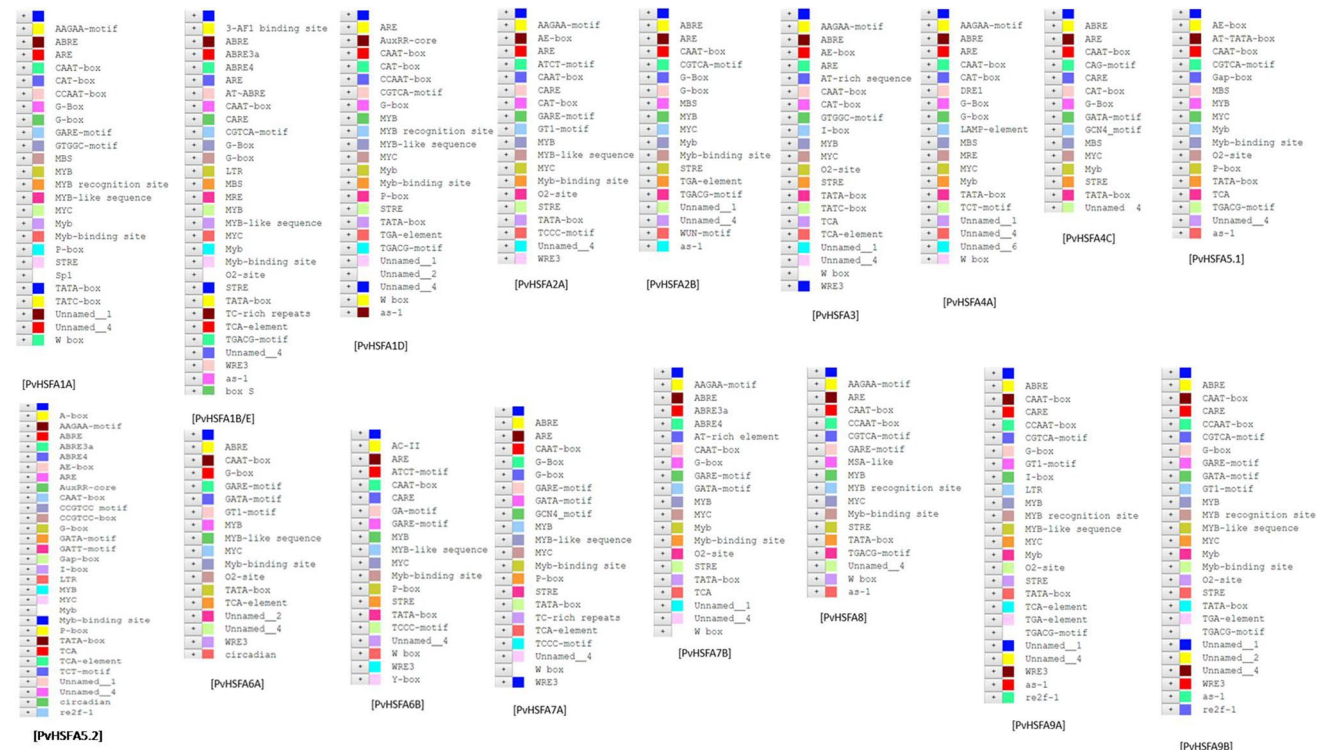 AAGAA-motif
ABRE
ARE
CAAT-box
CAT-box
CCAAT-box
G-Box
G-box
GARE-motif
GTGGC-motif
MBS
MYB
MYB recognition site
MYB-like sequence
MYC
Myb
Myb-binding site
P-box
STRE
Sp1
TATA-box
TATC-box
Unnamed__1
Unnamed__4
W box
[PvHSFA1A]
3-AF1 binding site
ABRE
ABRE3a
ABRE4
ARE
AT~ABRE
CAAT-box
CARE
CGTCA-motif
G-Box
G-box
LTR
MBS
MRE
MYB
MYB-like sequence
MYC
Myb
Myb-binding site
O2-site
STRE
TATA-box
TC-rich repeats
TCA-element
TGACG-motif
Unnamed__4
WRE3
as-1
box S
[PvHSFA1B/E]
ARE
AuxRR-core
CAAT-box
CAT-box
CCAAT-box
CGTCA-motif
G-box
MYB
MYB recognition site
MYB-like sequence
MYC
Myb
Myb-binding site
P-box
STRE
TATA-box
TGA-element
TGACG-motif
Unnamed__1
Unnamed__2
Unnamed__4
W box
as-1
[PvHSFA1D]
AAGAA-motif
AE-box
ARE
ATCT-motif
CAAT-box
CARE
CAT-box
GARE-motif
GT1-motif
MYB
MYB-like sequence
MYC
Myb-binding site
O2-site
STRE
TATA-box
TCCC-motif
Unnamed__4
WRE3
[PvHSFA2A]
ABRE
ARE
CAAT-box
CGTCA-motif
G-Box
G-box
MBS
MYB
MYC
Myb
Myb-binding site
STRE
TGA-element
TGACG-motif
Unnamed__1
Unnamed__4
WUN-motif
as-1
[PvHSFA2B]
AAGAA-motif
ABRE
AE-box
ARE
AT-rich sequence
CAAT-box
CAT-box
GTGGC-motif
I-box
MYB
MYC
O2-site
STRE
TATA-box
TATC-box
TCA
TCA-element
Unnamed__1
Unnamed__4
W box
WRE3
[PvHSFA3]
AAGAA-motif
ABRE
ARE
CAAT-box
CAT-box
DRE1
G-Box
G-box
LAMP-element
MBS
MRE
MYC
Myb
TATA-box
TCT-motif
Unnamed__1
Unnamed__4
Unnamed__6
W box
[PvHSFA4A]
ABRE
ARE
CAAT-box
CAG-motif
CARE
CAT-box
G-Box
GATA-motif
GCN4_motif
MBS
MYC
Myb
STRE
TATA-box
Unnamed__4
[PvHSFA4C]
AE-box
AT~TATA-box
CAAT-box
CGTCA-motif
Gap-box
MBS
MYB
MYC
Myb
Myb-binding site
O2-site
P-box
TATA-box
TCA
TGACG-motif
Unnamed__4
as-1
[PvHSFA5.1]
A-box
AAGAA-motif
ABRE
ABRE3a
ABRE4
AE-box
ARE
AuxRR-core
CAAT-box
CCGTCC motif
CCGTCC-box
G-box
GATA-motif
GATT-motif
Gap-box
I-box
LTR
MYB
MYC
Myb
Myb-binding site
P-box
TATA-box
TCA
TCA-element
TCT-motif
Unnamed__1
Unnamed__4
circadian
re2f-1
[PvHSFA5.2]
ABRE
CAAT-box
G-box
GARE-motif
GATA-motif
GT1-motif
MYB
MYB-like sequence
MYC
Myb-binding site
O2-site
TATA-box
TCA-element
Unnamed__2
Unnamed__4
WRE3
circadian
[PvHSFA6A]
AC-II
ARE
ATCT-motif
CAAT-box
CARE
GA-motif
GARE-motif
MYB
MYB-like sequence
MYC
Myb-binding site
P-box
STRE
TATA-box
TCCC-motif
Unnamed__4
W box
WRE3
Y-box
[PvHSFA6B]
ABRE
ARE
CAAT-box
G-Box
G-box
GARE-motif
GATA-motif
GCN4_motif
MYB
MYB-like sequence
MYC
Myb-binding site
P-box
STRE
TATA-box
TC-rich repeats
TCA-element
TCCC-motif
Unnamed__4
W box
WRE3
[PvHSFA7A]
AAGAA-motif
ABRE
ABRE3a
ABRE4
AT-rich element
CAAT-box
G-box
GARE-motif
GATA-motif
MYB
MYC
Myb
Myb-binding site
O2-site
STRE
TATA-box
TCA
Unnamed__1
Unnamed__4
W box
[PvHSFA7B]
AAGAA-motif
ARE
CAAT-box
CCAAT-box
CGTCA-motif
MSA-like
MYB
MYB recognition site
MYC
Myb-binding site
STRE
TATA-box
TGACG-motif
Unnamed__4
W box
as-1
[PvHSFA8]
ABRE
CAAT-box
CARE
CCAAT-box
CGTCA-motif
G-box
GT1-motif
I-box
LTR
MYB
MYB recognition site
MYB-like sequence
MYC
Myb
O2-site
STRE
TATA-box
TCA-element
TGA-element
TGACG-motif
Unnamed__1
Unnamed__4
WRE3
as-1
re2f-1
[PvHSFA9A]
ABRE
CAAT-box
CARE
CCAAT-box
CGTCA-motif
G-box
GARE-motif
GATA-motif
GT1-motif
MYB
MYB recognition site
MYB-like sequence
MYC
Myb
Myb-binding site
O2-site
STRE
TATA-box
TGA-element
TGACG-motif
Unnamed__1
Unnamed__2
Unnamed__4
WRE3
as-1
re2f-1
[PvHSFA9B]